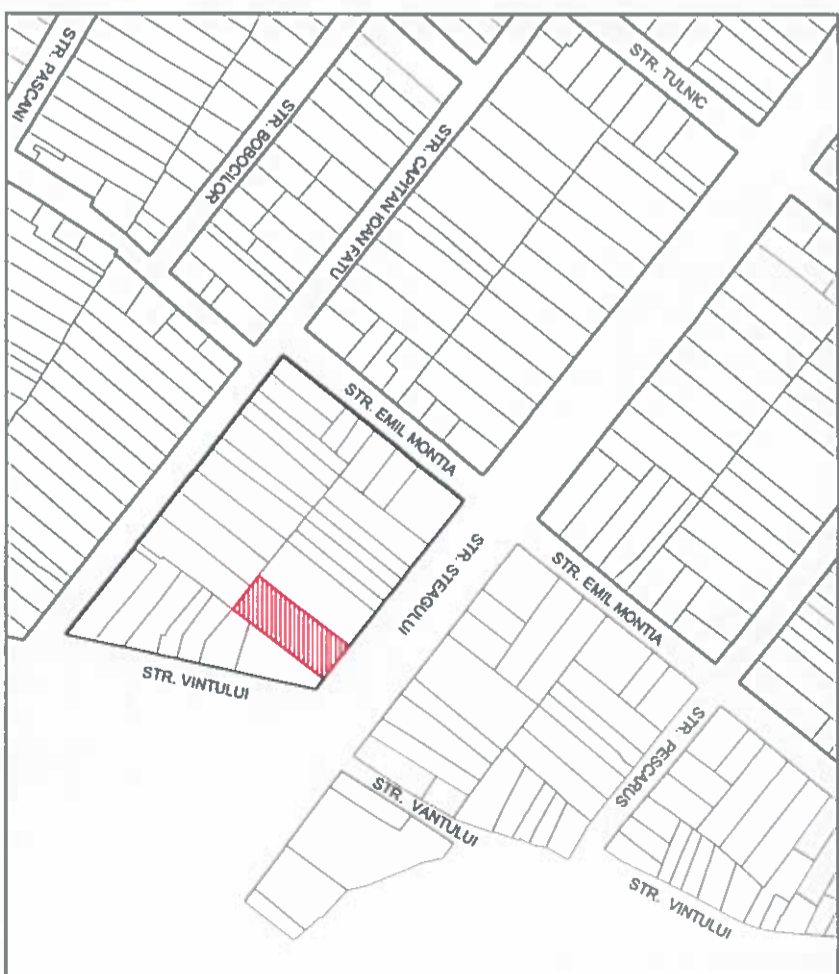 STR. PASCANI
STR. BOBOCILOR
STR. CAPITAN IOAN FATU
STR. TULNIC
STR. EMIL MONTIA
STR. STEAGULUI
STR. EMIL MONTIA
STR. VINTULUI
STR. PESCARUS
STR. VANTULUI
STR. VINTULUI